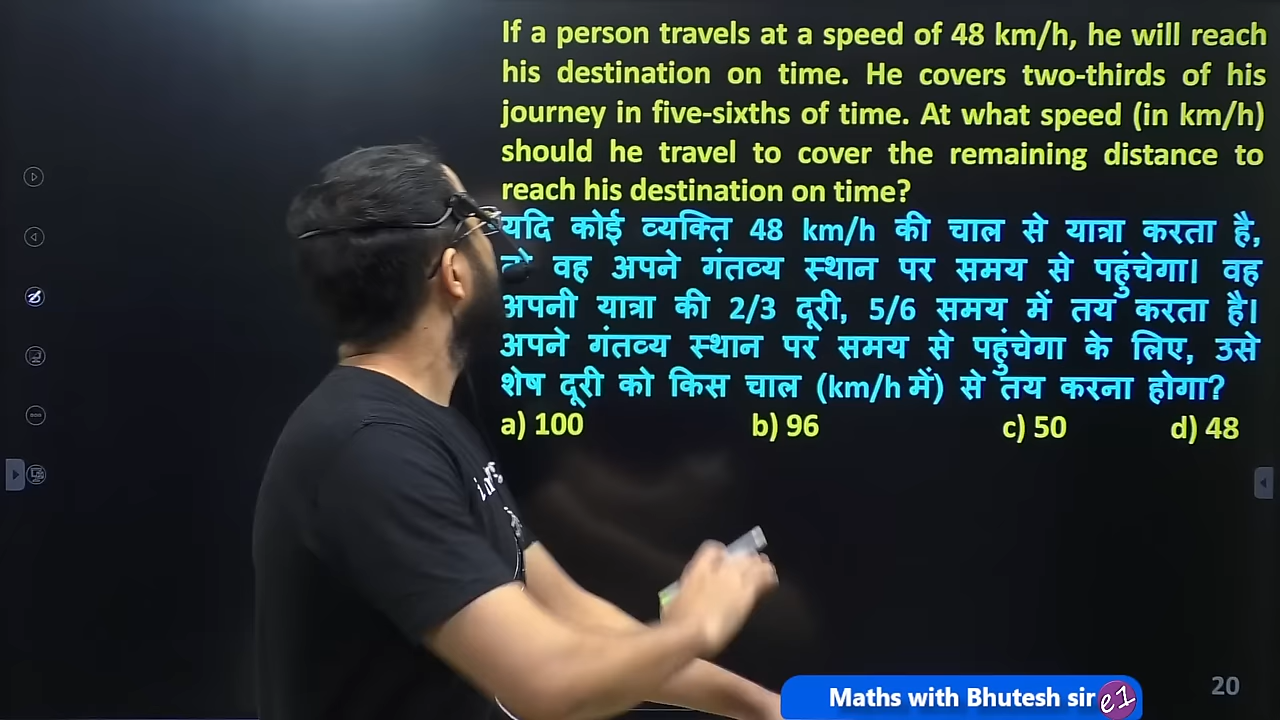 If a person travels at a speed of 48 km/h, he will reach
his destination on time. He covers two-thirds of his
journey in five-sixths of time. At what speed (in km/h)
should he travel to cover the remaining distance to
reach his destination on time?
यदि कोई व्यक्ति 48 km/h की चाल से यात्रा करता है,
वह अपने गंतव्य स्थान पर समय से पहुंचेगा। वह
अपनी यात्रा की 2/3 दूरी, 5/6 समय में तय करता है।
अपने गंतव्य स्थान पर समय से पहुंचेगा के लिए, उसे
शेष दूरी को किस चाल (km/h में) से तय करना होगा?
a) 100 b) 96 c) 50 d) 48
Maths with Bhutesh sir e1
20